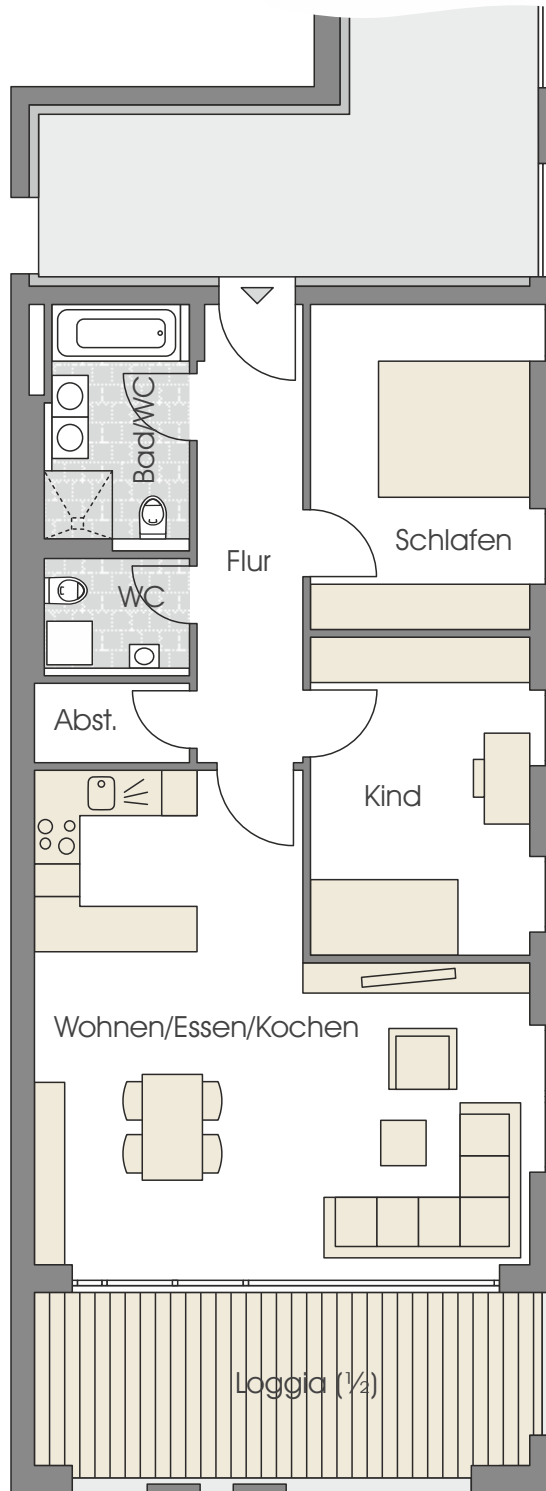 Bad/WC
Schlafen
Flur
WC
Abst.
Kind
Wohnen/Essen/Kochen
Loggia (½)